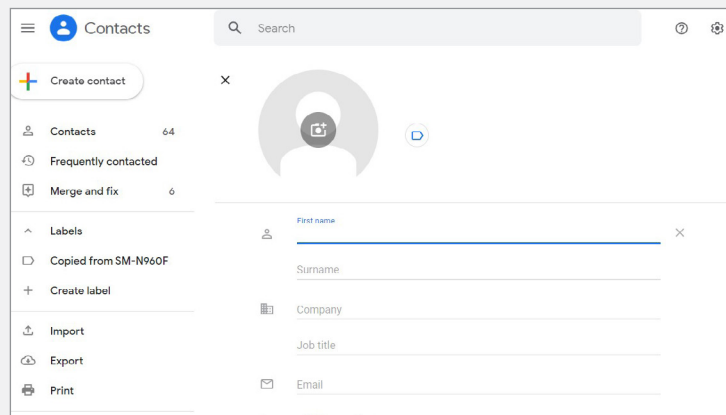 Contacts
Search
Create contact
Contacts 64
Frequently contacted
Merge and fix 6
Labels
Copied from SM-N960F
Create label
Import
Export
Print
First name
Surname
Company
Job title
Email